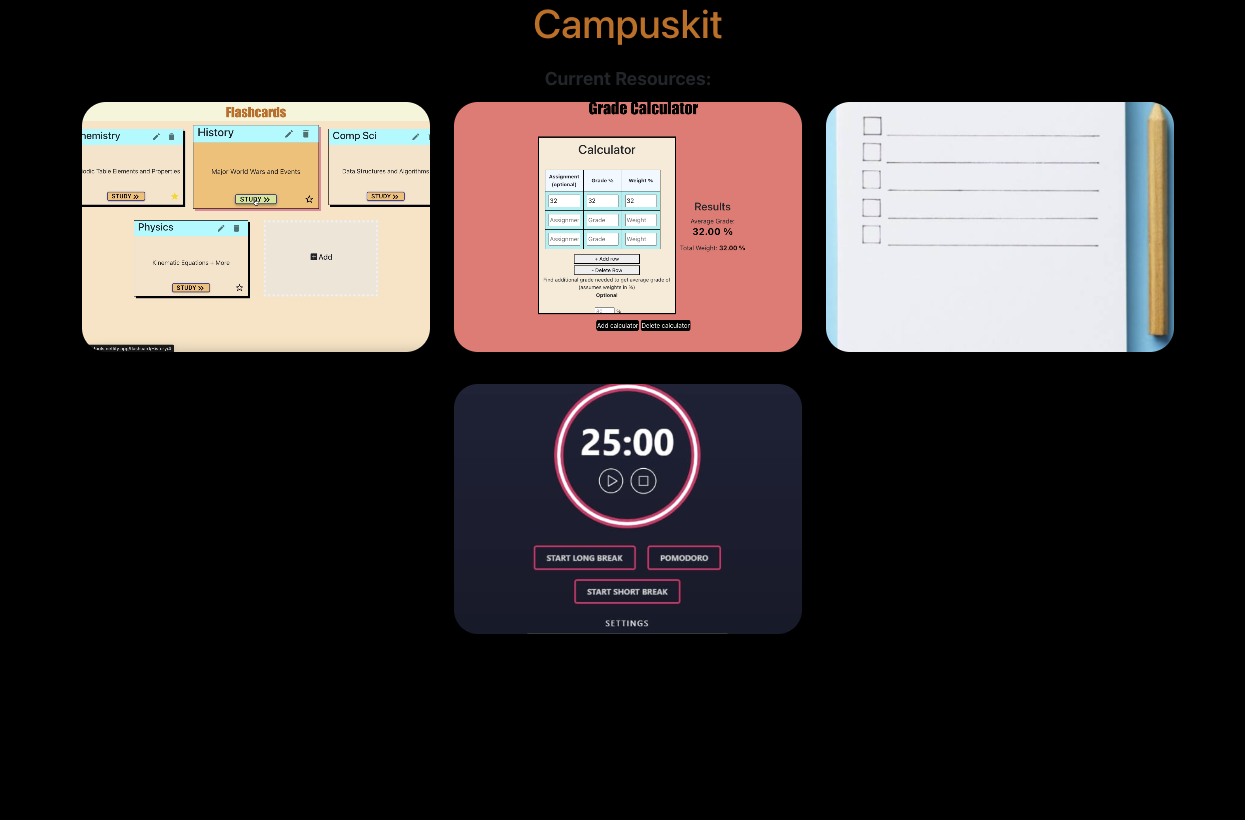 Campuskit
Current Resources:
Flashcards
hemistry
odic Table Elements and Properties
STUDY
History
Major World Wars and Events
STUDY
Comp Sci
Data Structures and Algorithms
STUDY
Physics
Kinematic Equations + More
STUDY
Add
Grade Calculator
Calculator
Assignment (optional) Grade % Weight %
32 32 32
Assignmer Grade Weight
Assignmer Grade Weight
+ Add row
- Delete Row
Find additional grade needed to get average grade of
(assumes weights in %)
Optional
%
Results
Average Grade:
32.00 %
Total Weight: 32.00 %
Add calculator Delete calculator
25:00
START LONG BREAK POMODORO
START SHORT BREAK
SETTINGS